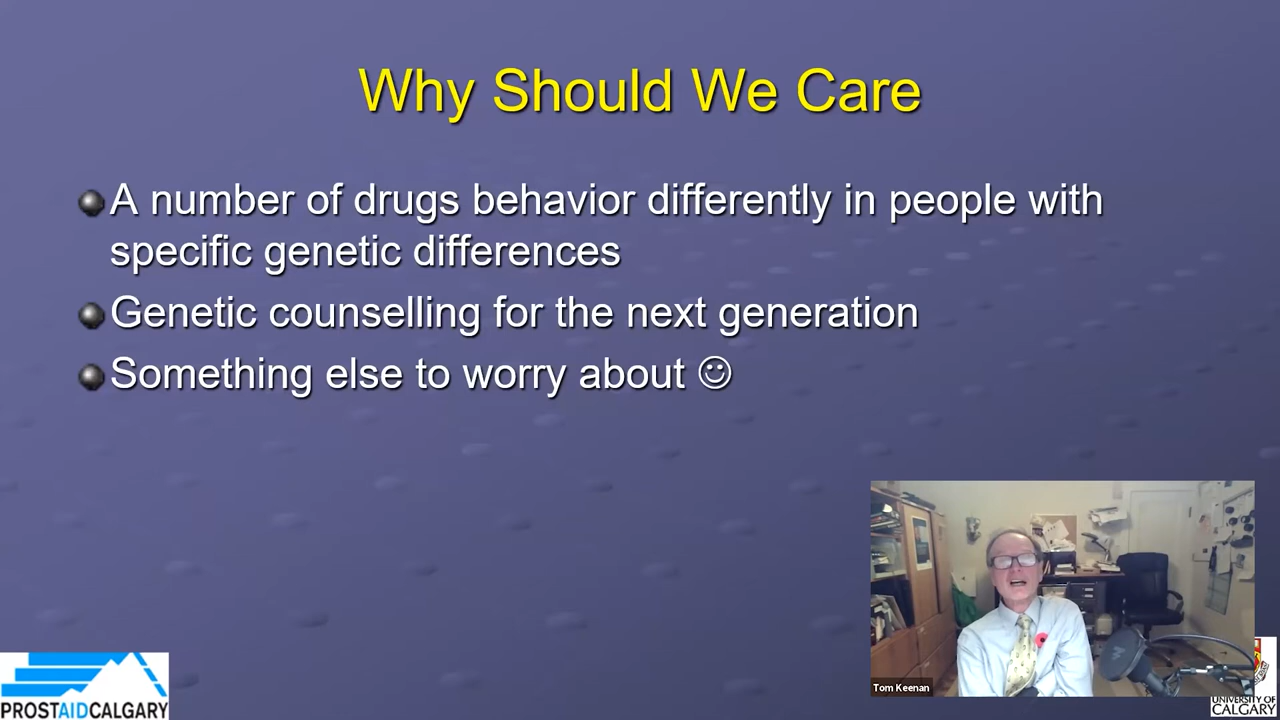 Why Should We Care
A number of drugs behavior differently in people with
specific genetic differences
Genetic counselling for the next generation
Something else to worry about ☺
Tom Keenan
PROSTAIDCALGARY
UNIVERSITY OF
CALGARY